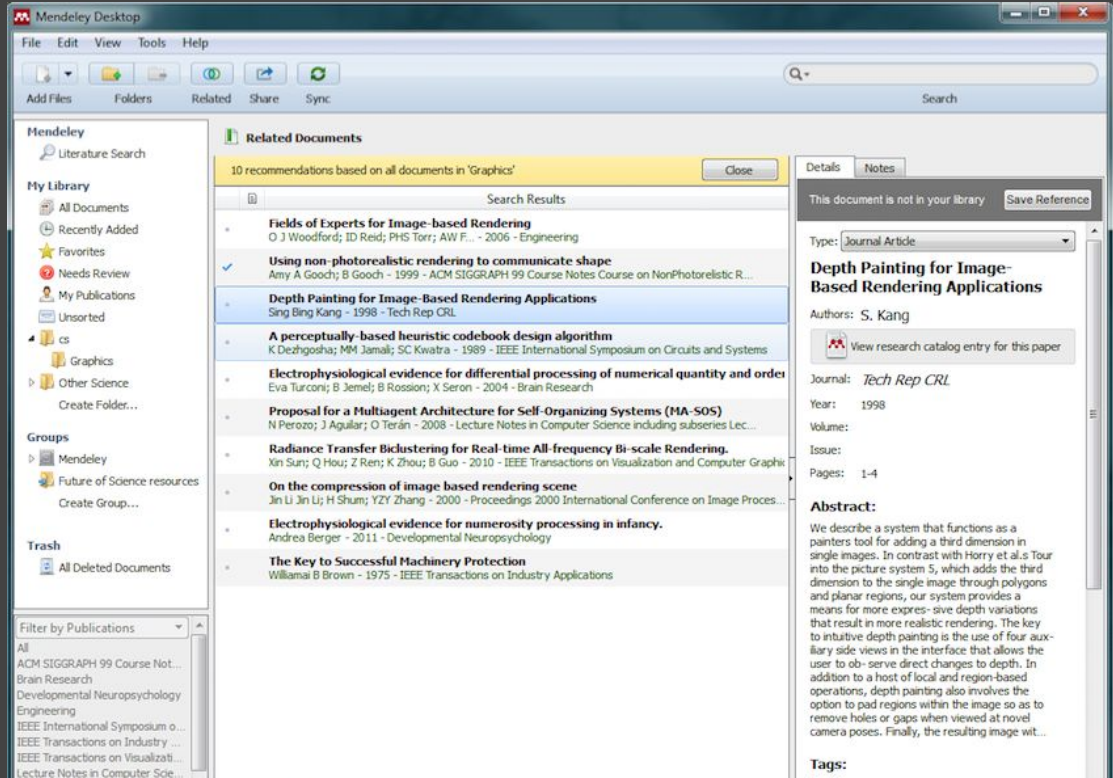 Mendeley Desktop
File Edit View Tools Help
Add Files Folders Related Share Sync Search
Mendeley
Literature Search
My Library
All Documents
Recently Added
Favorites
Needs Review
My Publications
Unsorted
cs
Graphics
Other Science
Create Folder...
Groups
Mendeley
Future of Science resources
Create Group...
Trash
All Deleted Documents
Filter by Publications
All
ACM SIGGRAPH 99 Course Not...
Brain Research
Developmental Neuropsychology
Engineering
IEEE International Symposium o...
IEEE Transactions on Industry ...
IEEE Transactions on Visualizati...
Lecture Notes in Computer Scie...
Related Documents
10 recommendations based on all documents in 'Graphics' Close
Search Results
Fields of Experts for Image-based Rendering
O J Woodford; ID Reid; PHS Torr; AW F... - 2006 - Engineering
Using non-photorealistic rendering to communicate shape
Amy A Gooch; B Gooch - 1999 - ACM SIGGRAPH 99 Course Notes Course on NonPhotorelistic R...
Depth Painting for Image-Based Rendering Applications
Sing Bing Kang - 1998 - Tech Rep CRL
A perceptually-based heuristic codebook design algorithm
K Dezhgosha; MM Jamali; SC Kwatra - 1989 - IEEE International Symposium on Circuits and Systems
Electrophysiological evidence for differential processing of numerical quantity and order
Eva Turconi; B Jemel; B Rossion; X Seron - 2004 - Brain Research
Proposal for a Multiagent Architecture for Self-Organizing Systems (MA-SOS)
N Perozo; J Aguilar; O Terán - 2008 - Lecture Notes in Computer Science including subseries Lec...
Radiance Transfer Biclustering for Real-time All-frequency Bi-scale Rendering.
Xin Sun; Q Hou; Z Ren; K Zhou; B Guo - 2010 - IEEE Transactions on Visualization and Computer Graphic
On the compression of image based rendering scene
Jin Li Jin Li; H Shum; YZY Zhang - 2000 - Proceedings 2000 International Conference on Image Proces...
Electrophysiological evidence for numerosity processing in infancy.
Andrea Berger - 2011 - Developmental Neuropsychology
The Key to Successful Machinery Protection
Williamai B Brown - 1975 - IEEE Transactions on Industry Applications
Details Notes
This document is not in your library Save Reference
Type: Journal Article
Depth Painting for Image-
Based Rendering Applications
Authors: S. Kang
View research catalog entry for this paper
Journal: Tech Rep CRL
Year: 1998
Volume:
Issue:
Pages: 1-4
Abstract:
We describe a system that functions as a
painters tool for adding a third dimension in
single images. In contrast with Horry et al.s Tour
into the picture system 5, which adds the third
dimension to the single image through polygons
and planar regions, our system provides a
means for more expres- sive depth variations
that result in more realistic rendering. The key
to intuitive depth painting is the use of four aux-
iliary side views in the interface that allows the
user to ob- serve direct changes to depth. In
addition to a host of local and region-based
operations, depth painting also involves the
option to pad regions within the image so as to
remove holes or gaps when viewed at novel
camera poses. Finally, the resulting image wit...
Tags: